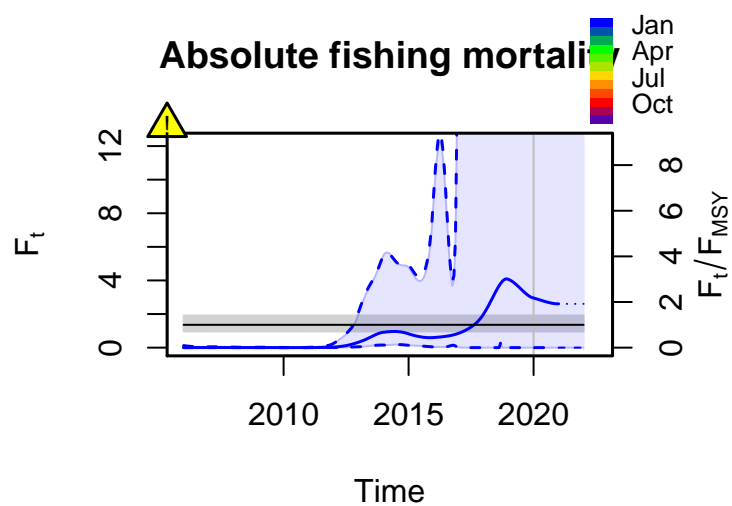 Absolute fishing mortality
Jan
Apr
Jul
Oct
!
12
8
4
0
Ft
8
6
4
2
0
Ft/FMSY
2010 2015 2020
Time